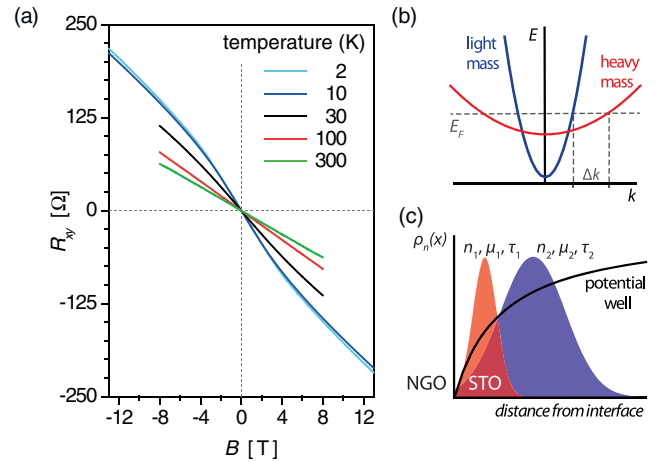 (a)
temperature (K)
2
10
30
100
300
250
125
0
-125
-250
R_xy [Ω]
-12 -8 -4 0 4 8 12
B [T]
(b)
E
light
mass
heavy
mass
E_F
Δk
k
(c)
ρ_n(x)
n_1, μ_1, τ_1 n_2, μ_2, τ_2
potential
well
NGO
STO
distance from interface